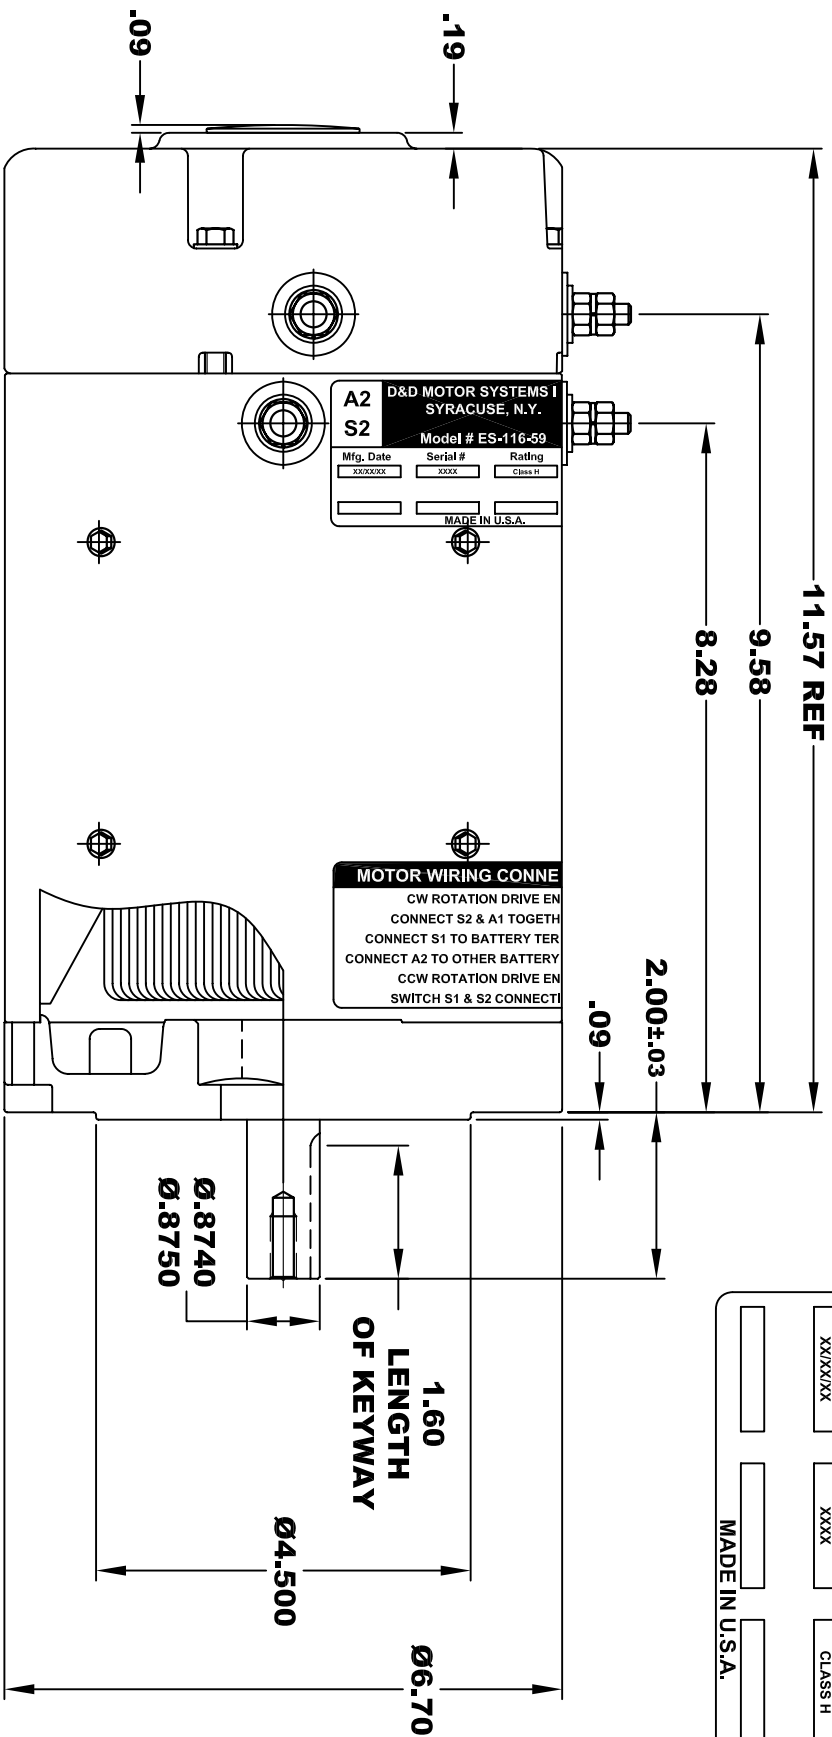 .09
.19
11.57 REF
9.58
8.28
A2
S2
D&D MOTOR SYSTEMS I
SYRACUSE, N.Y.
Model # ES-116-59
Mfg. Date Serial # Rating
XX/XX/XX XXXX Class H
MADE IN U.S.A.
MOTOR WIRING CONNE
CW ROTATION DRIVE EN
CONNECT S2 & A1 TOGETH
CONNECT S1 TO BATTERY TER
CONNECT A2 TO OTHER BATTERY
CCW ROTATION DRIVE EN
SWITCH S1 & S2 CONNECTI
2.00±.03
.09
Ø.8740
Ø.8750
1.60
LENGTH
OF KEYWAY
Ø4.500
Ø6.70
XX/XX/XX XXXX CLASS H
MADE IN U.S.A.